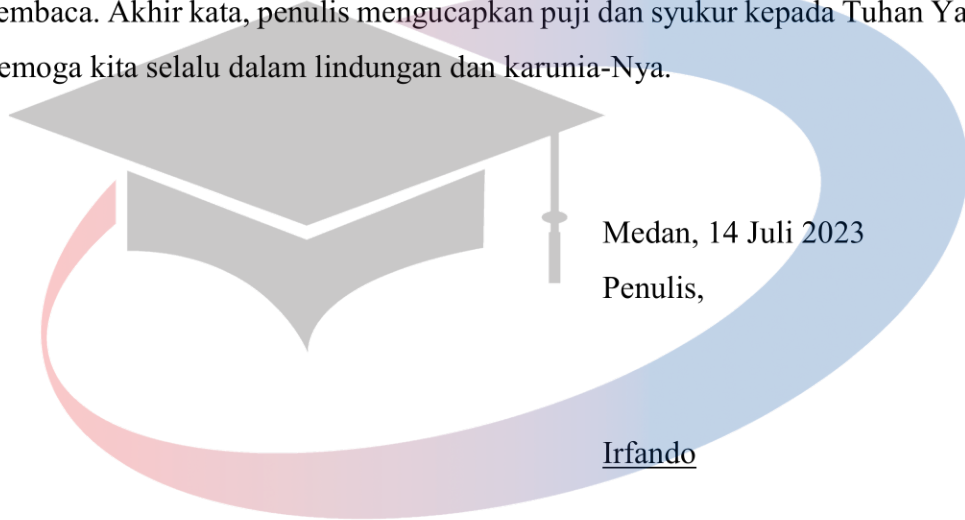 embaca. Akhir kata, penulis mengucapkan puji dan syukur kepada Tuhan Ya
emoga kita selalu dalam lindungan dan karunia-Nya.
Medan, 14 Juli 2023
Penulis,
Irfando